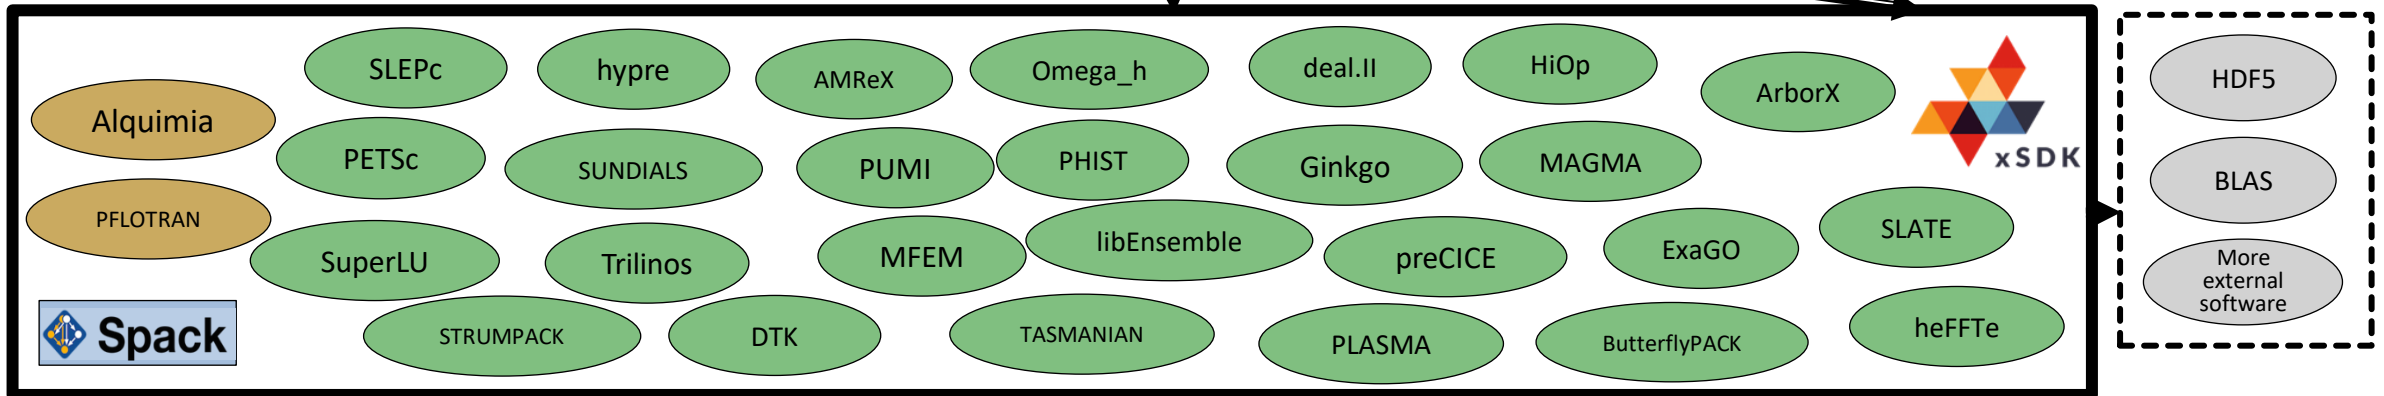 SLEPc
hypre
AMReX
Omega_h
deal.II
HiOp
ArborX
Alquimia
PETSc
SUNDIALS
PUMI
PHIST
Ginkgo
MAGMA
xSDK
PFLOTRAN
SuperLU
Trilinos
MFEM
libEnsemble
preCICE
ExaGO
SLATE
Spack
STRUMPACK
DTK
TASMANIAN
PLASMA
ButterflyPACK
heFFTe
HDF5
BLAS
More
external
software